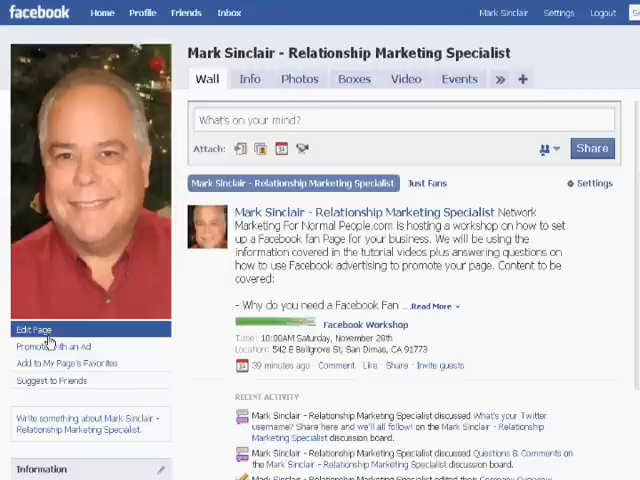 facebook Home Profile Friends Inbox Mark Sinclair Settings Logout
Mark Sinclair - Relationship Marketing Specialist
Wall Info Photos Boxes Video Events » +
What's on your mind?
Attach: Share
Mark Sinclair - Relationship Marketing Specialist Just Fans Settings
Mark Sinclair - Relationship Marketing Specialist Network
Marketing For Normal People.com is hosting a workshop on how to set
up a Facebook fan Page for your business. We will be using the
information covered in the tutorial videos plus answering questions on
how to use Facebook advertising to promote your page. Content to be
covered:
- Why do you need a Facebook Fan ...Read More
Facebook Workshop
Time: 10:00AM Saturday, November 28th
Location: 542 E Bellgrove St, San Dimas, CA 91773
39 minutes ago · Comment · Like · Share · Invite guests
RECENT ACTIVITY
Mark Sinclair - Relationship Marketing Specialist discussed What's your Twitter
username? Share here and we'll all follow! on the Mark Sinclair - Relationship
Marketing Specialist discussion board.
Mark Sinclair - Relationship Marketing Specialist discussed Questions & Comments on
the Mark Sinclair - Relationship Marketing Specialist discussion board.
Mark Sinclair - Relationship Marketing Specialist edited their Company Overview,
Edit Page
Promote with an Ad
Add to My Page's Favorites
Suggest to Friends
Write something about Mark Sinclair -
Relationship Marketing Specialist.
Information